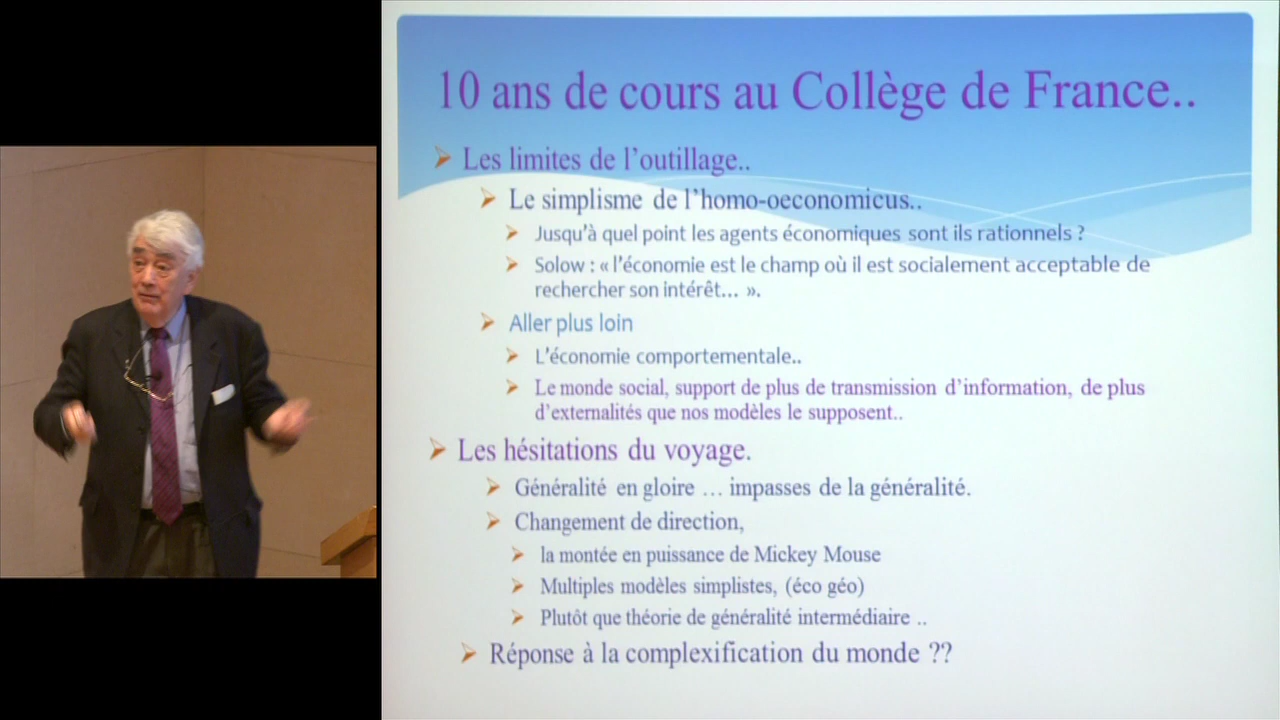 10 ans de cours au Collège de France..
Les limites de l'outillage..
Le simplisme de l'homo-oeconomicus..
Jusqu'à quel point les agents économiques sont ils rationnels ?
Solow : « l'économie est le champ où il est socialement acceptable de
rechercher son intérêt... ».
Aller plus loin
L'économie comportementale..
Le monde social, support de plus de transmission d'information, de plus
d'externalités que nos modèles le supposent..
Les hésitations du voyage.
Généralité en gloire … impasses de la généralité.
Changement de direction,
la montée en puissance de Mickey Mouse
Multiples modèles simplistes, (éco géo)
Plutôt que théorie de généralité intermédiaire ..
Réponse à la complexification du monde ??